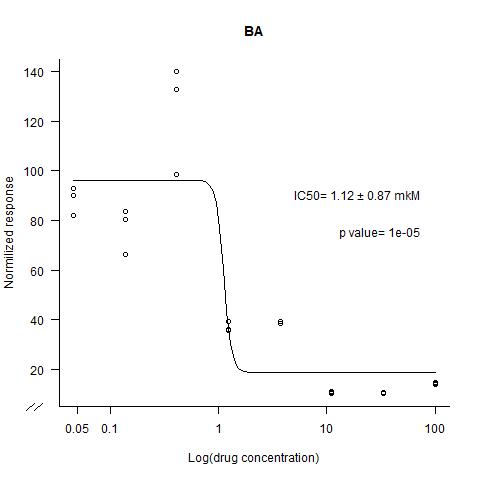 BA
Normilized response
140
120
100
80
60
40
20
IC50= 1.12 ± 0.87 mkM
p value= 1e-05
0.05 0.1 1 10 100
Log(drug concentration)